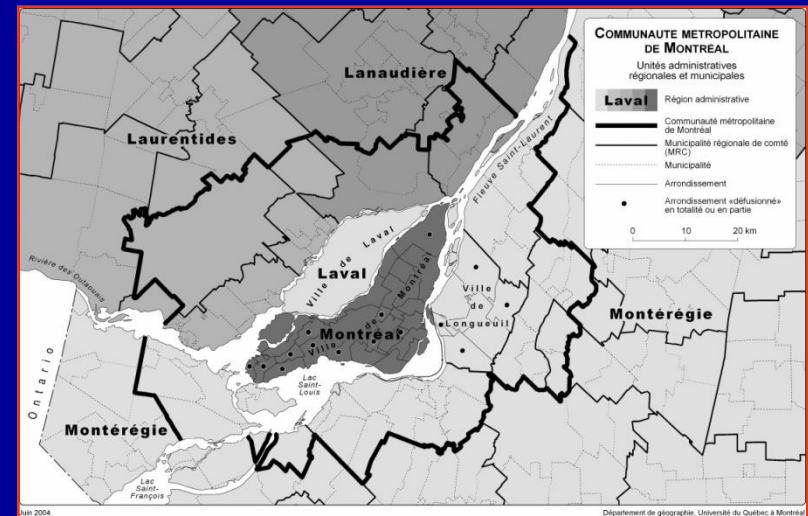 COMMUNAUTE METROPOLITAINE
DE MONTRÉAL
Unités administratives
régionales et municipales
Laval Région administrative
Communauté métropolitaine
de Montréal
Municipalité régionale de comté
(MRC)
Municipalité
Arrondissement
Arrondissement «défusionné»
en totalité ou en partie
0 10 20 km
Lanaudière
Laurentides
Fleuve Saint-Laurent
Rivière des Outaouais
Ville de Laval
Laval
Ville de Montréal
Montréal
Ville
de
Longueuil
Montérégie
Lac
Saint-
Louis
Ontario
Montérégie
Lac
Saint-
François
Juin 2004
Département de géographie, Université du Québec à Montréal